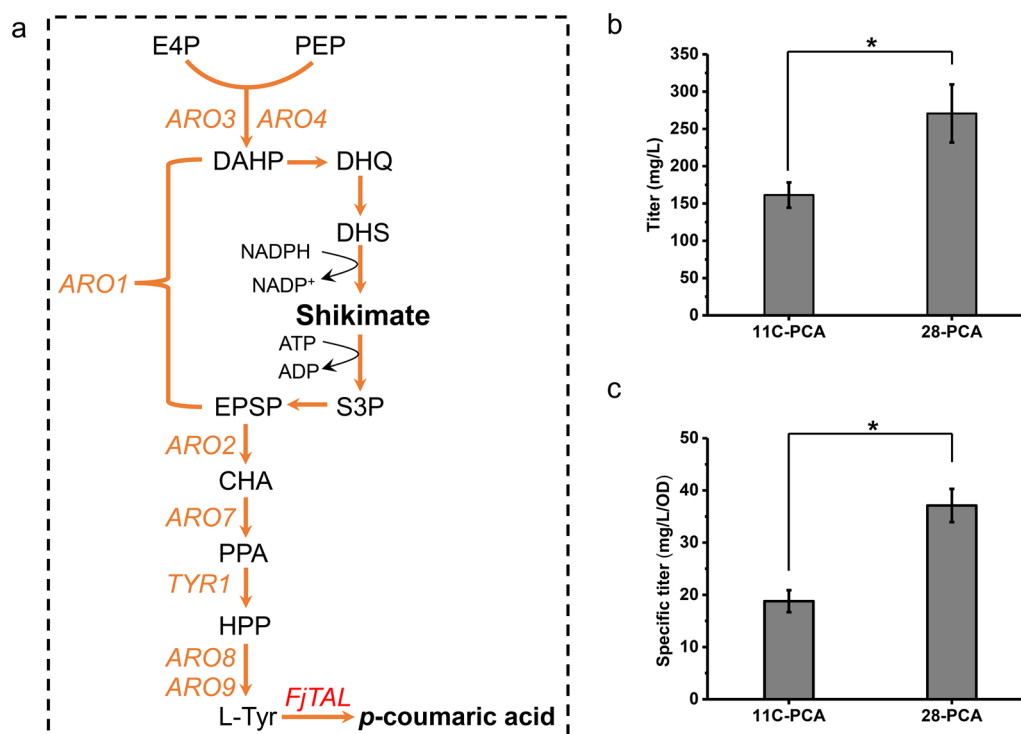 a
E4P PEP
ARO3 ARO4
DAHP DHQ
DHS
NADPH
NADP⁺
ARO1
Shikimate
ATP
ADP
EPSP S3P
ARO2
CHA
ARO7
PPA
TYR1
HPP
ARO8
ARO9
FjTAL
L-Tyr p-coumaric acid
b
*
350
300
250
200
150
100
50
0
Titer (mg/L)
11C-PCA 28-PCA
c
*
50
40
30
20
10
0
Specific titer (mg/L/OD)
11C-PCA 28-PCA